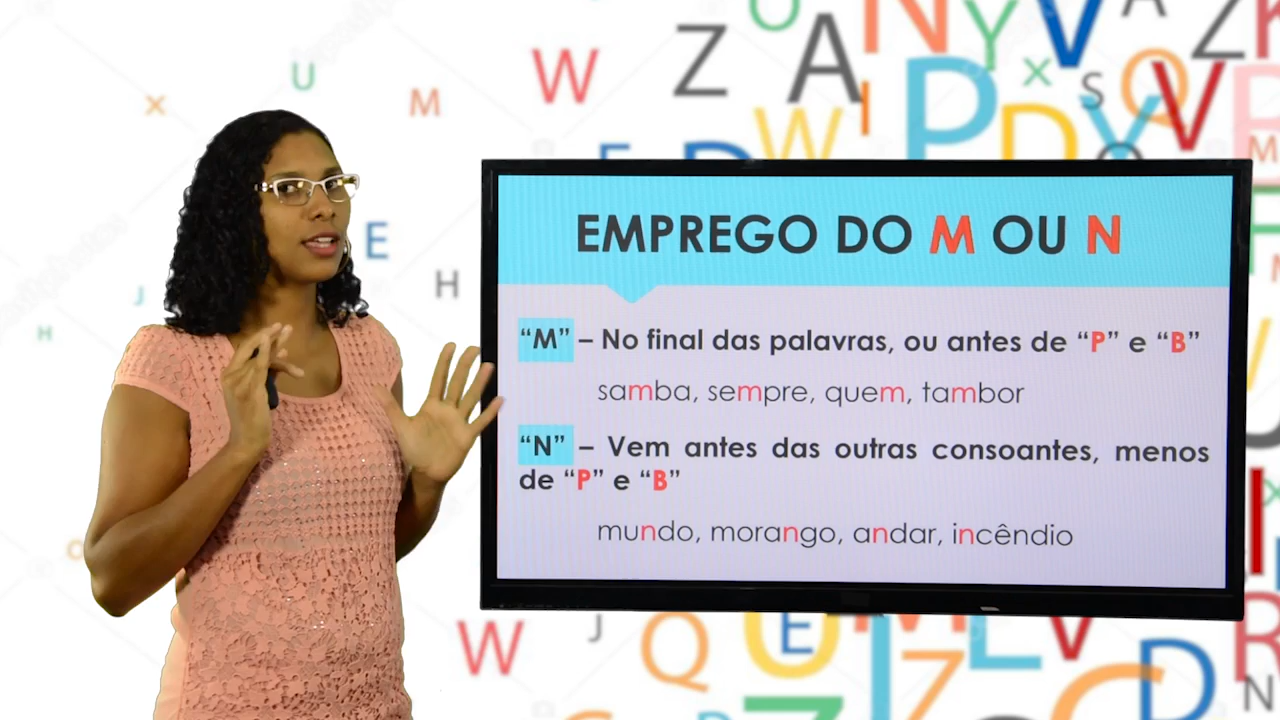 EMPREGO DO M OU N
“M” – No final das palavras, ou antes de “P” e “B”
samba, sempre, quem, tambor
“N” – Vem antes das outras consoantes, menos
de “P” e “B”
mundo, morango, andar, incêndio